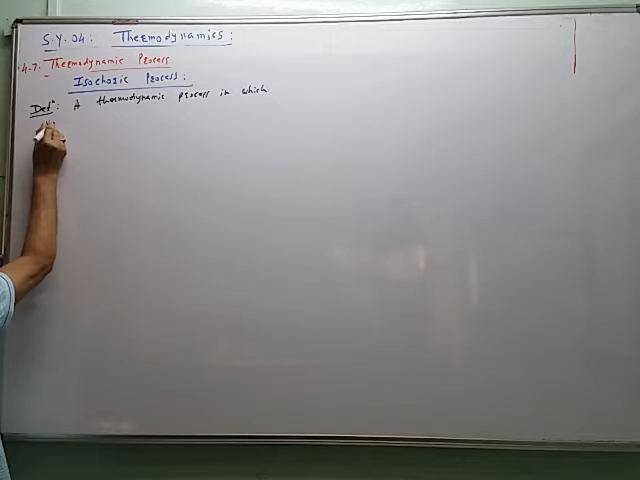 S.Y. 04: Thermodynamics:
4.7. Thermodynamic Process
- Isochoric Process:
Defⁿ: A thermodynamic process in which